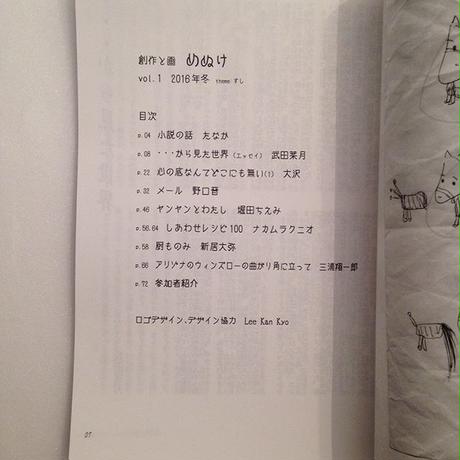 創作と画 めぬけ
vol.1 2016年冬 theme すし
目次
p.04 小説の話 たなか
p.08 ・・・から見た世界(エッセイ) 武田茉月
p.22 心の底なんてどこにも無い(1) 大沢
p.32 メール 野口音
p.46 ヤンヤンとわたし 堀田ちえみ
p.56.64 しあわせレシピ100 ナカムラクニオ
p.58 厨ものみ 新居大弥
p.66 アリゾナのウィンズローの曲がり角に立って 三浦翔一郎
p.72 参加者紹介
ロゴデザイン、デザイン協力 Lee Kan Kyo